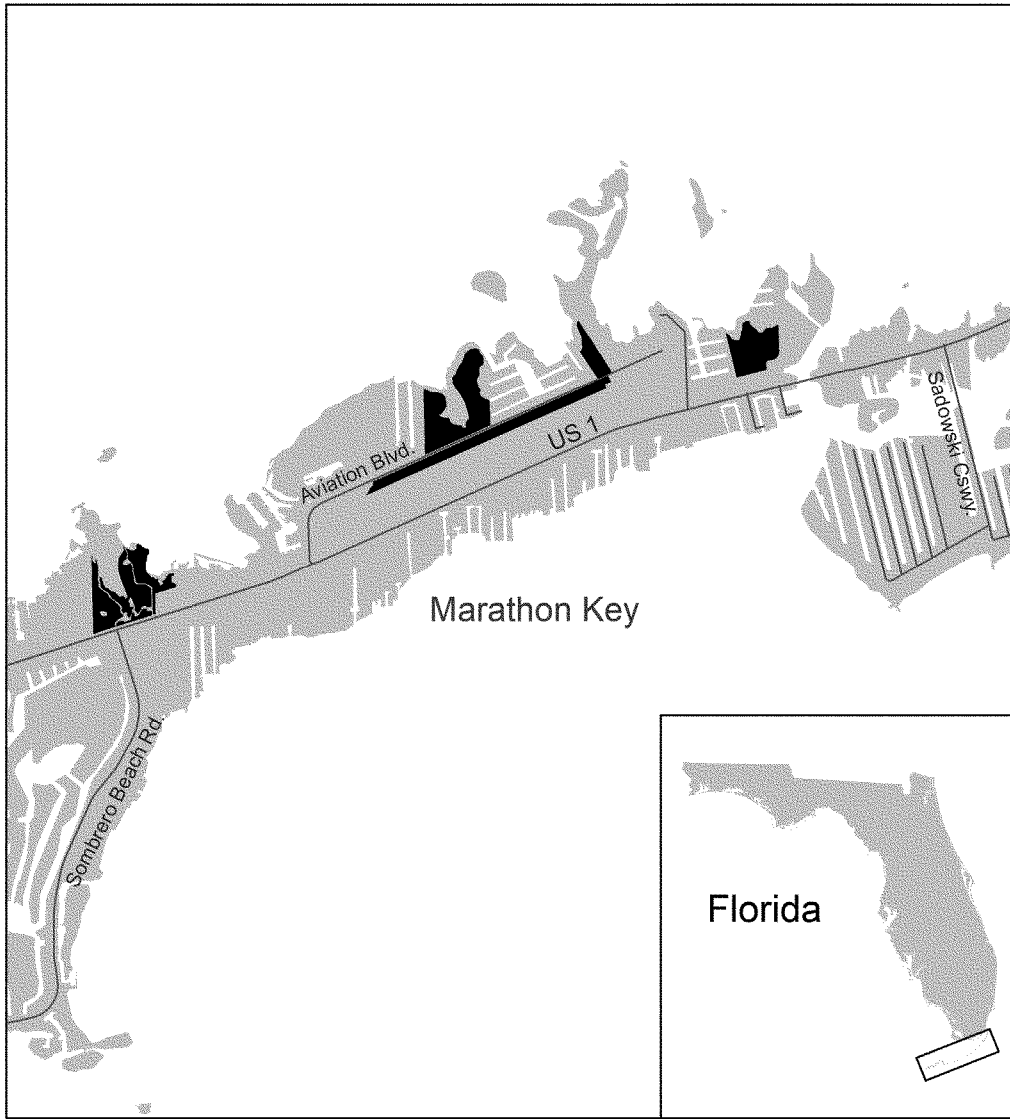 Sadowski Cswy.
US 1
Aviation Blvd.
Marathon Key
Sombrero Beach Rd.
Florida